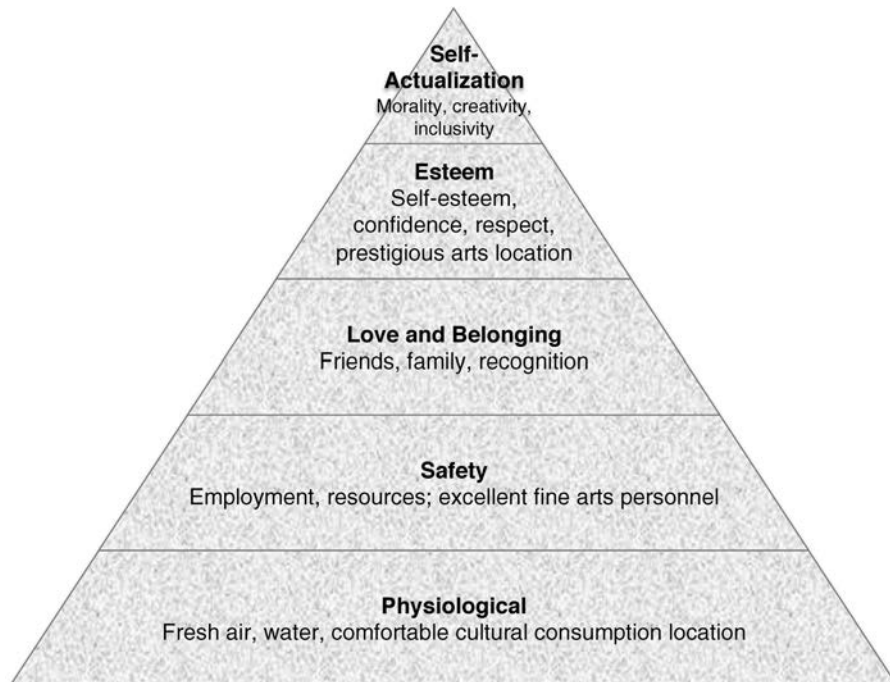 Self-
Actualization
Morality, creativity,
inclusivity
Esteem
Self-esteem,
confidence, respect,
prestigious arts location
Love and Belonging
Friends, family, recognition
Safety
Employment, resources; excellent fine arts personnel
Physiological
Fresh air, water, comfortable cultural consumption location